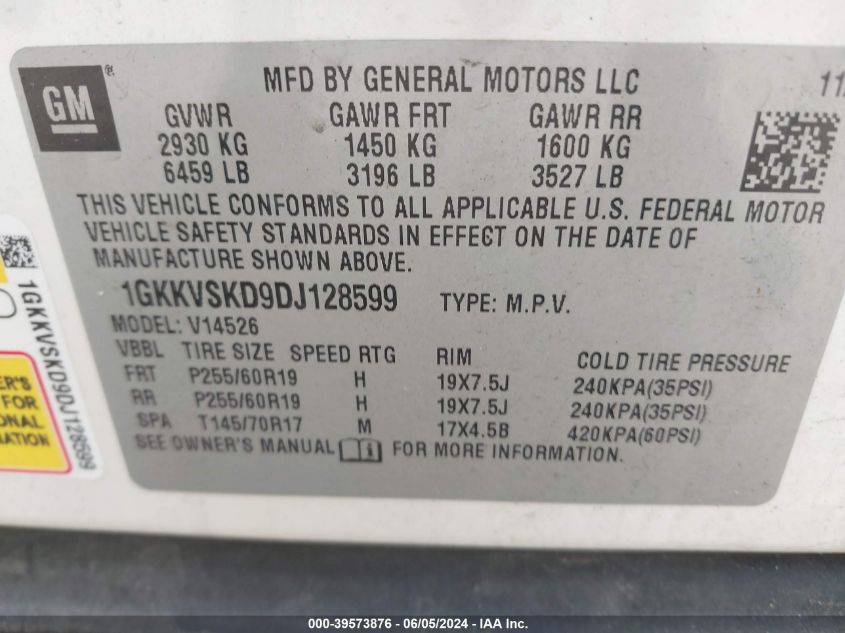 GM®
MFD BY GENERAL MOTORS LLC
GVWR GAWR FRT GAWR RR
2930 KG 1450 KG 1600 KG
6459 LB 3196 LB 3527 LB
THIS VEHICLE CONFORMS TO ALL APPLICABLE U.S. FEDERAL MOTOR
VEHICLE SAFETY STANDARDS IN EFFECT ON THE DATE OF
MANUFACTURE SHOWN ABOVE.
1GKKVSKD9DJ128599 TYPE: M.P.V.
MODEL: V14526
VBBL TIRE SIZE SPEED RTG RIM COLD TIRE PRESSURE
FRT P255/60R19 H 19X7.5J 240KPA(35PSI)
RR P255/60R19 H 19X7.5J 240KPA(35PSI)
SPA T145/70R17 M 17X4.5B 420KPA(60PSI)
SEE OWNER'S MANUAL FOR MORE INFORMATION.
1GKKVSKD9DJ128599
FOR
000-39573876 - 06/05/2024 - IAA Inc.